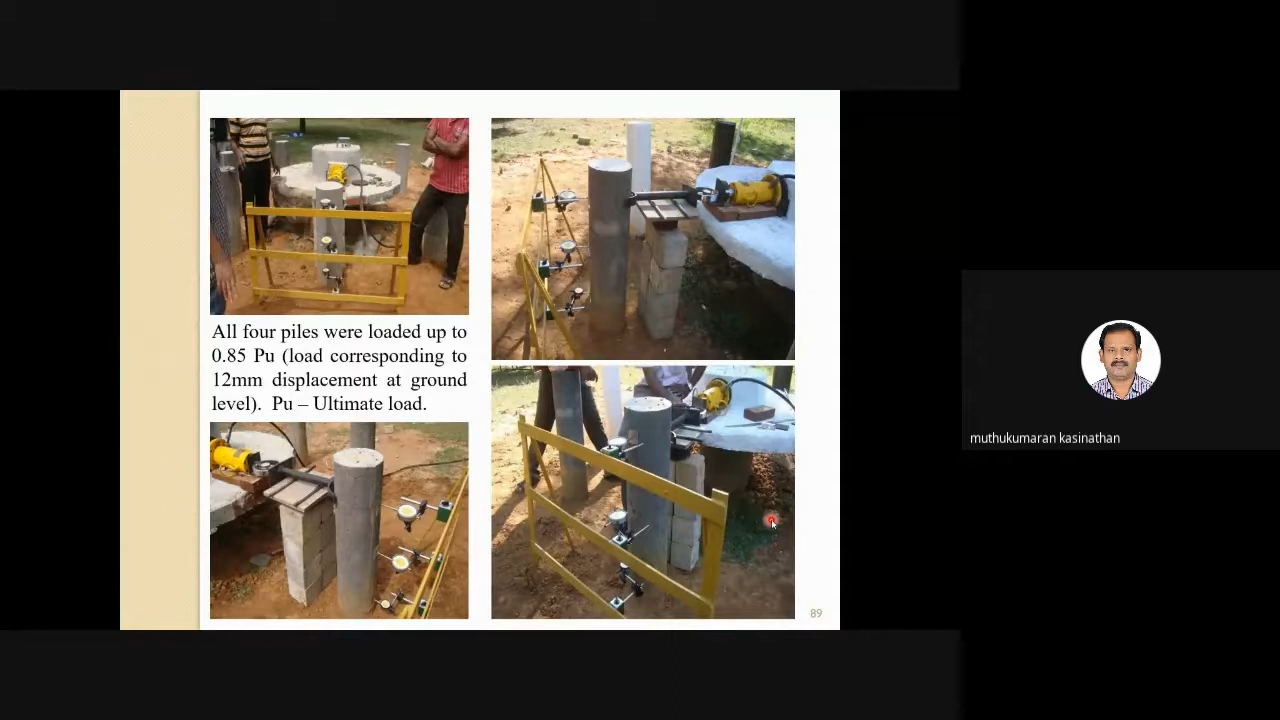 All four piles were loaded up to
0.85 Pu (load corresponding to
12mm displacement at ground
level). Pu – Ultimate load.
89
muthukumaran kasinathan